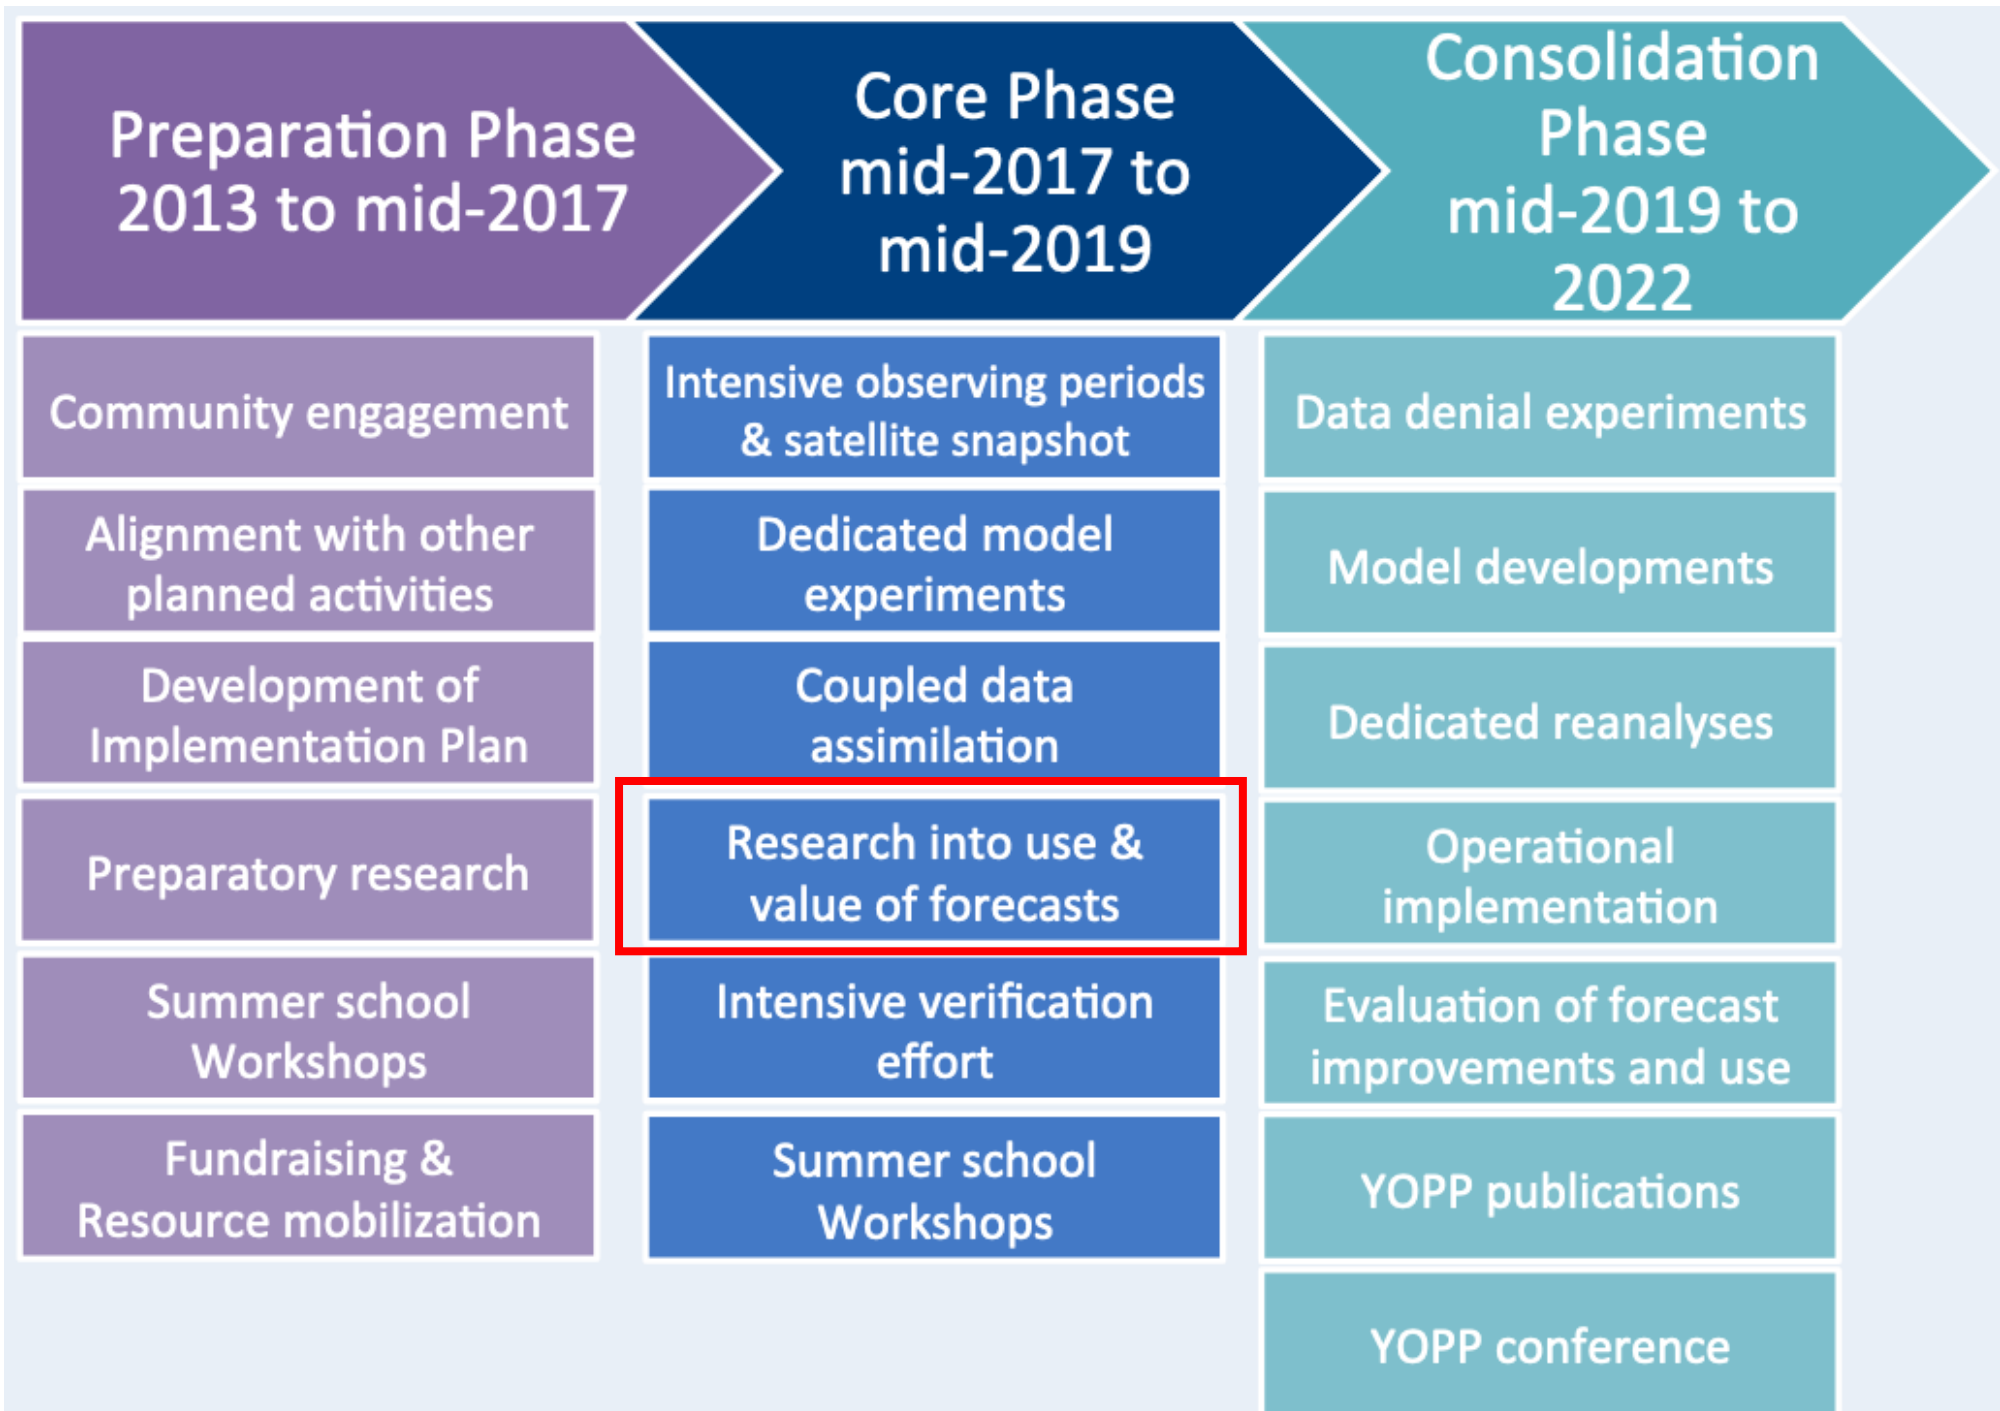 Preparation Phase
2013 to mid-2017
Core Phase
mid-2017 to
mid-2019
Consolidation
Phase
mid-2019 to
2022
Community engagement
Alignment with other
planned activities
Development of
Implementation Plan
Preparatory research
Summer school
Workshops
Fundraising &
Resource mobilization
Intensive observing periods
& satellite snapshot
Dedicated model
experiments
Coupled data
assimilation
Research into use &
value of forecasts
Intensive verification
effort
Summer school
Workshops
Data denial experiments
Model developments
Dedicated reanalyses
Operational
implementation
Evaluation of forecast
improvements and use
YOPP publications
YOPP conference